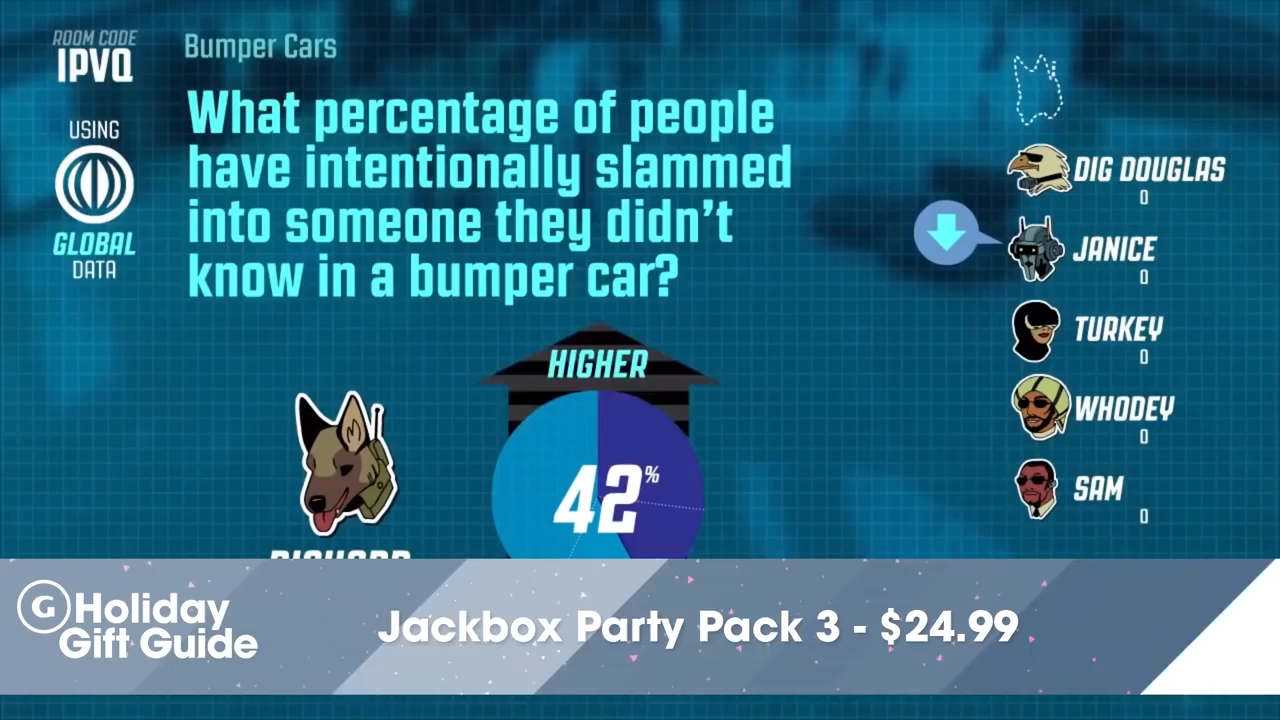 ROOM CODE
IPVQ
USING
GLOBAL
DATA
Bumper Cars
What percentage of people
have intentionally slammed
into someone they didn't
know in a bumper car?
HIGHER
42%
DIG DOUGLAS
0
JANICE
0
TURKEY
0
WHODEY
0
SAM
0
G Holiday
Gift Guide
Jackbox Party Pack 3 - $24.99